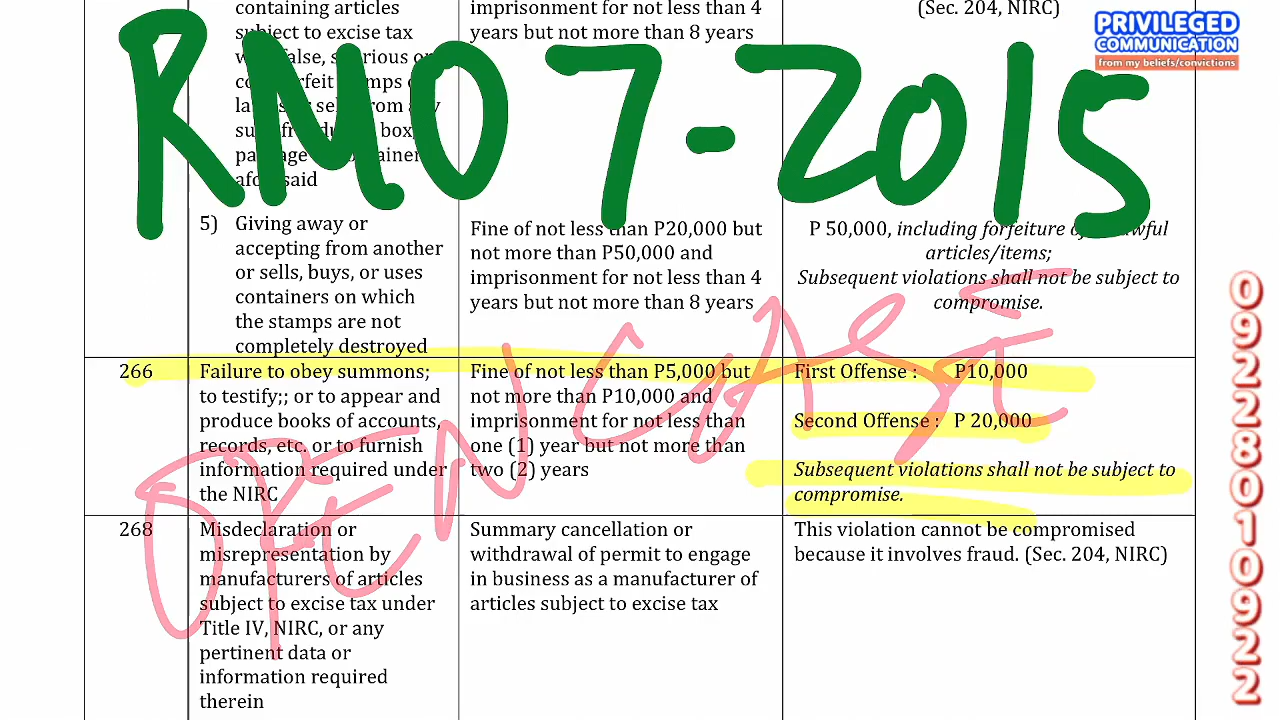 containing articles
subject to excise tax
imprisonment for not less than 4
years but not more than 8 years
(Sec. 204, NIRC)
PRIVILEGED
COMMUNICATION
from my beliefs/convictions
RMO 7-2015
said
5) Giving away or
accepting from another
or sells, buys, or uses
containers on which
the stamps are not
completely destroyed
Fine of not less than P20,000 but
not more than P50,000 and
imprisonment for not less than 4
years but not more than 8 years
P 50,000, including forfeiture
articles/items;
Subsequent violations shall not be subject to
compromise.
OPEN CASE
266
Failure to obey summons;
to testify;; or to appear and
produce books of accounts,
records, etc. or to furnish
information required under
the NIRC
Fine of not less than P5,000 but
not more than P10,000 and
imprisonment for not less than
one (1) year but not more than
two (2) years
First Offense : P10,000
Second Offense : P 20,000
Subsequent violations shall not be subject to
compromise.
268
Misdeclaration or
misrepresentation by
manufacturers of articles
subject to excise tax under
Title IV, NIRC, or any
pertinent data or
information required
therein
Summary cancellation or
withdrawal of permit to engage
in business as a manufacturer of
articles subject to excise tax
This violation cannot be compromised
because it involves fraud. (Sec. 204, NIRC)
09228010922